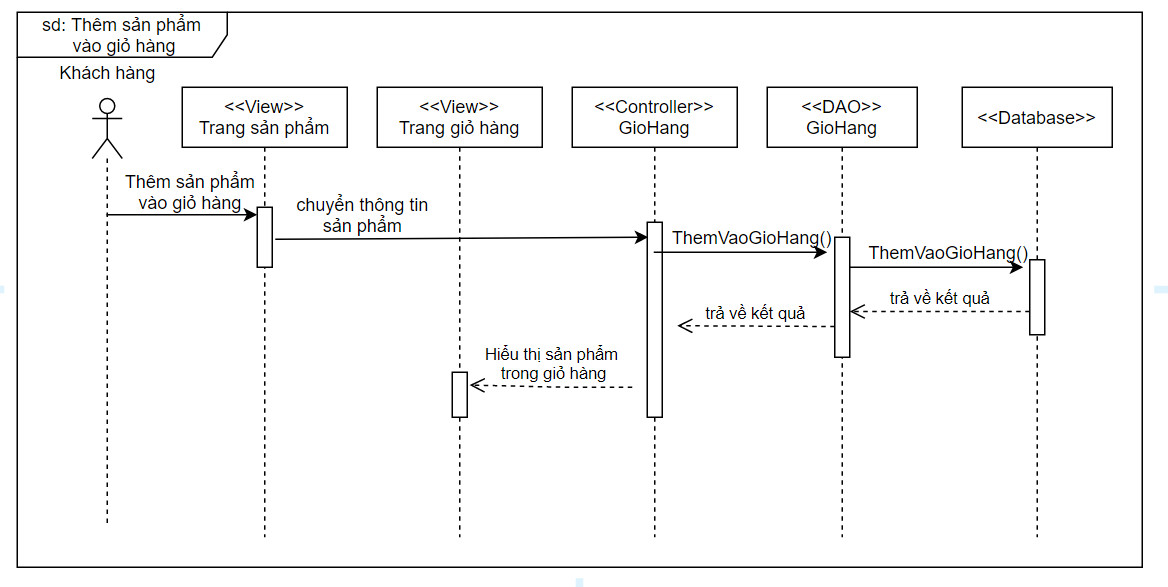 sd: Thêm sản phẩm
vào giỏ hàng
Khách hàng
<<View>>
Trang sản phẩm
<<View>>
Trang giỏ hàng
<<Controller>>
GioHang
<<DAO>>
GioHang
<<Database>>
Thêm sản phẩm
vào giỏ hàng
chuyển thông tin
sản phẩm
ThemVaoGioHang()
ThemVaoGioHang()
trả về kết quả
trả về kết quả
Hiểu thị sản phẩm
trong giỏ hàng